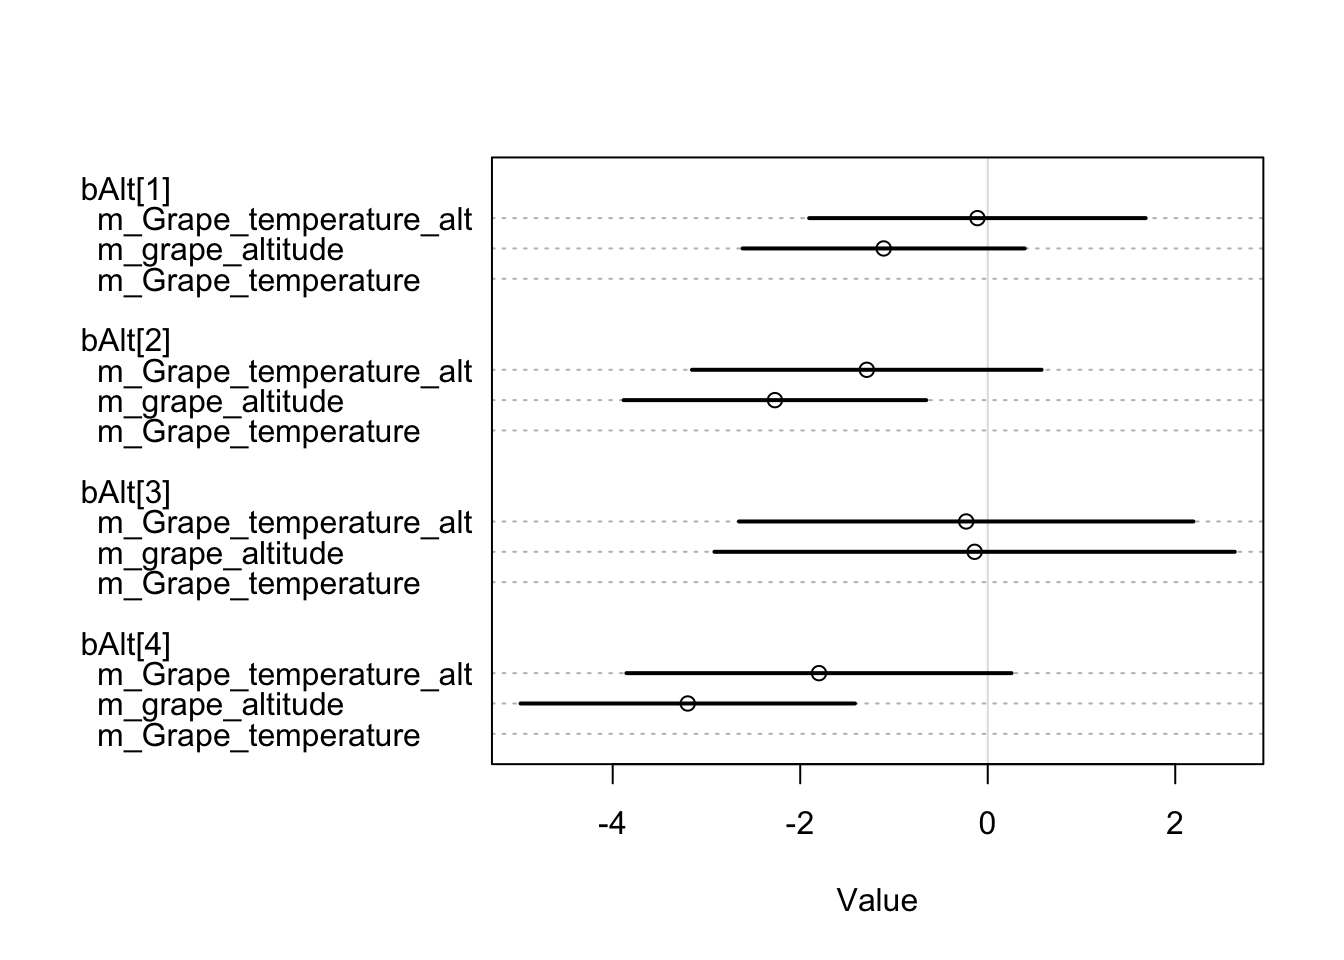 bAlt[1]
m_Grape_temperature_alt
m_grape_altitude
m_Grape_temperature
bAlt[2]
m_Grape_temperature_alt
m_grape_altitude
m_Grape_temperature
bAlt[3]
m_Grape_temperature_alt
m_grape_altitude
m_Grape_temperature
bAlt[4]
m_Grape_temperature_alt
m_grape_altitude
m_Grape_temperature
-4 -2 0 2
Value